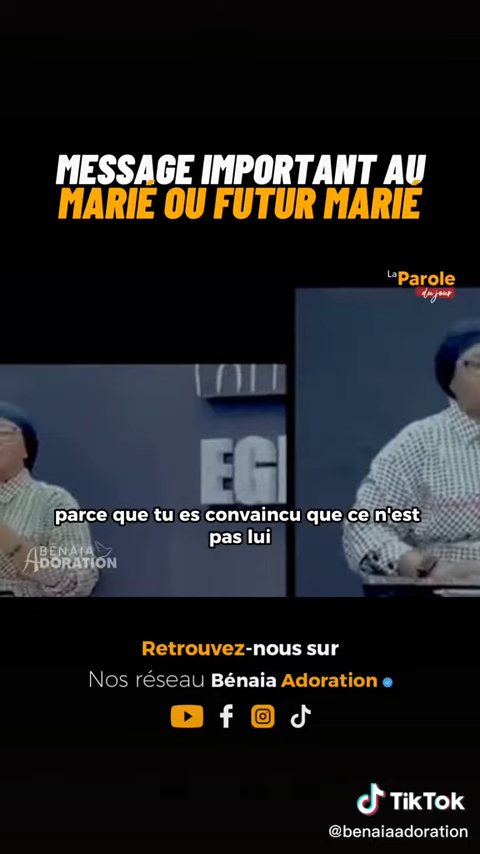 MESSAGE IMPORTANT AU
MARIÉ OU FUTUR MARIÉ
La Parole
du jour
EGI
parce que tu es convaincu que ce n'est
pas lui
BÉNAIA
ADORATION
Retrouvez-nous sur
Nos réseau Bénaia Adoration
TikTok
@benaiaadoration